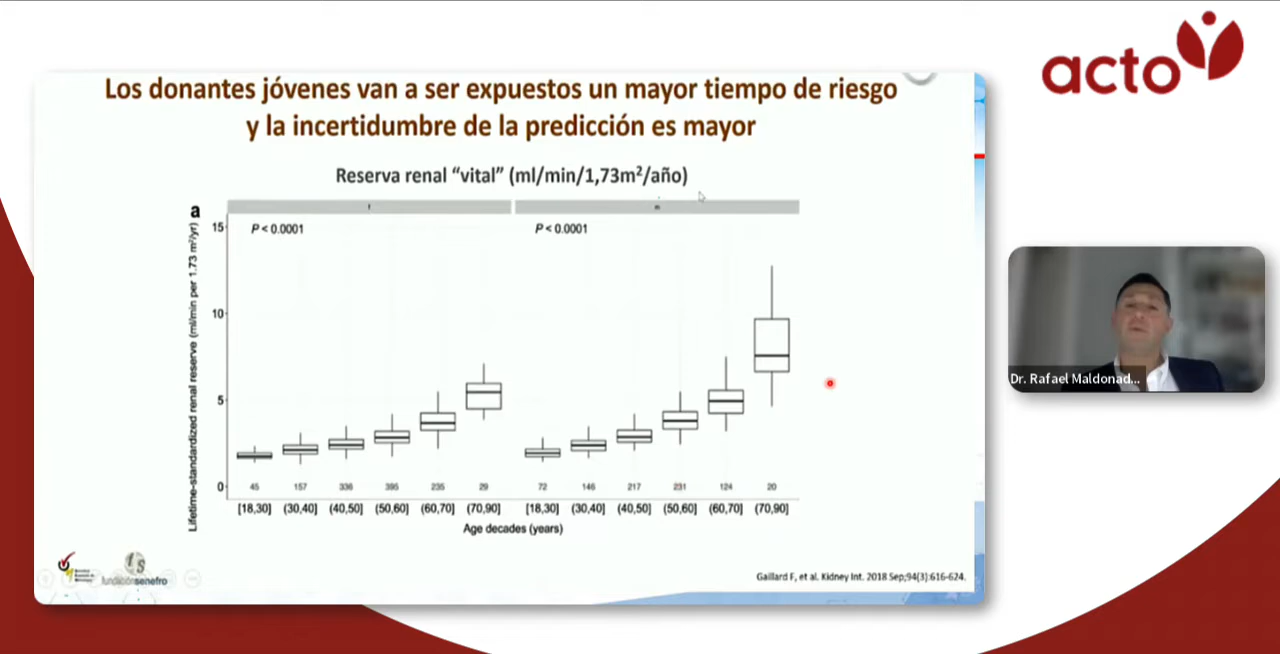 acto
Los donantes jóvenes van a ser expuestos un mayor tiempo de riesgo
y la incertidumbre de la predicción es mayor
Reserva renal “vital” (ml/min/1,73m²/año)
a
f
m
P < 0.0001
P < 0.0001
Lifetime-standardized renal reserve (ml/min per 1.73 m²/yr)
15
10
5
0
45 157 336 395 235 29 72 146 217 231 124 20
[18,30] (30,40] (40,50] (50,60] (60,70] (70,90] [18,30] (30,40] (40,50] (50,60] (60,70] (70,90]
Age decades (years)
fundaciónsenefro
Gaillard F, et al. Kidney Int. 2018 Sep;94(3):616-624.
Dr. Rafael Maldonad...